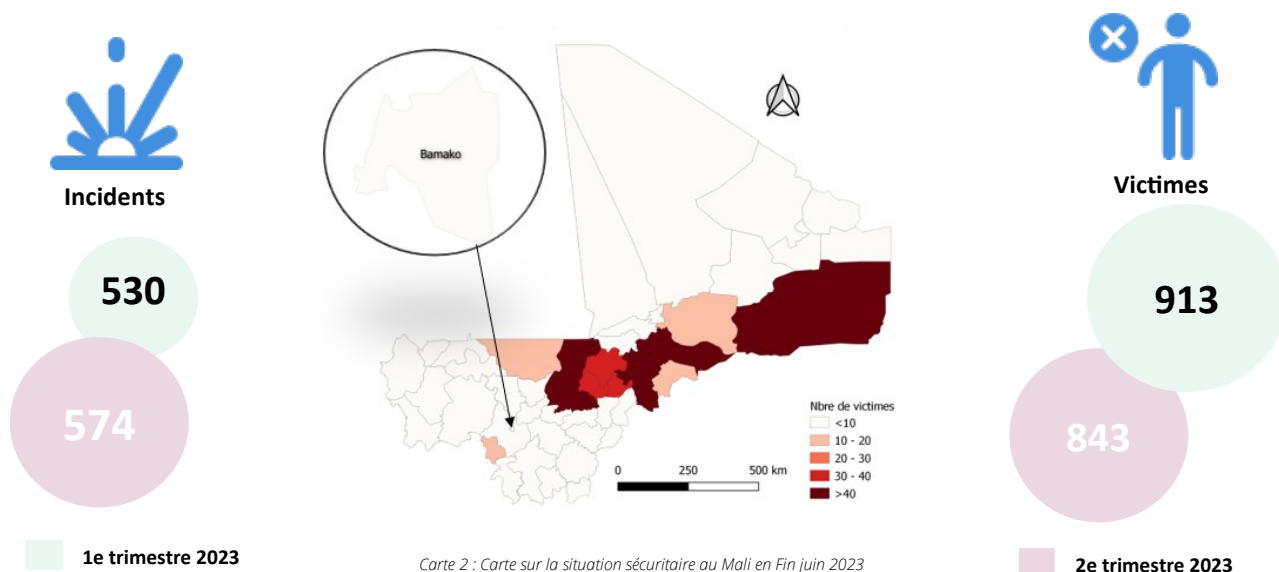 Incidents
530
574
1e trimestre 2023
Bamako
Nbre de victimes
<10
10 - 20
20 - 30
30 - 40
>40
0 250 500 km
Carte 2 : Carte sur la situation sécuritaire au Mali en Fin juin 2023
Victimes
913
843
2e trimestre 2023